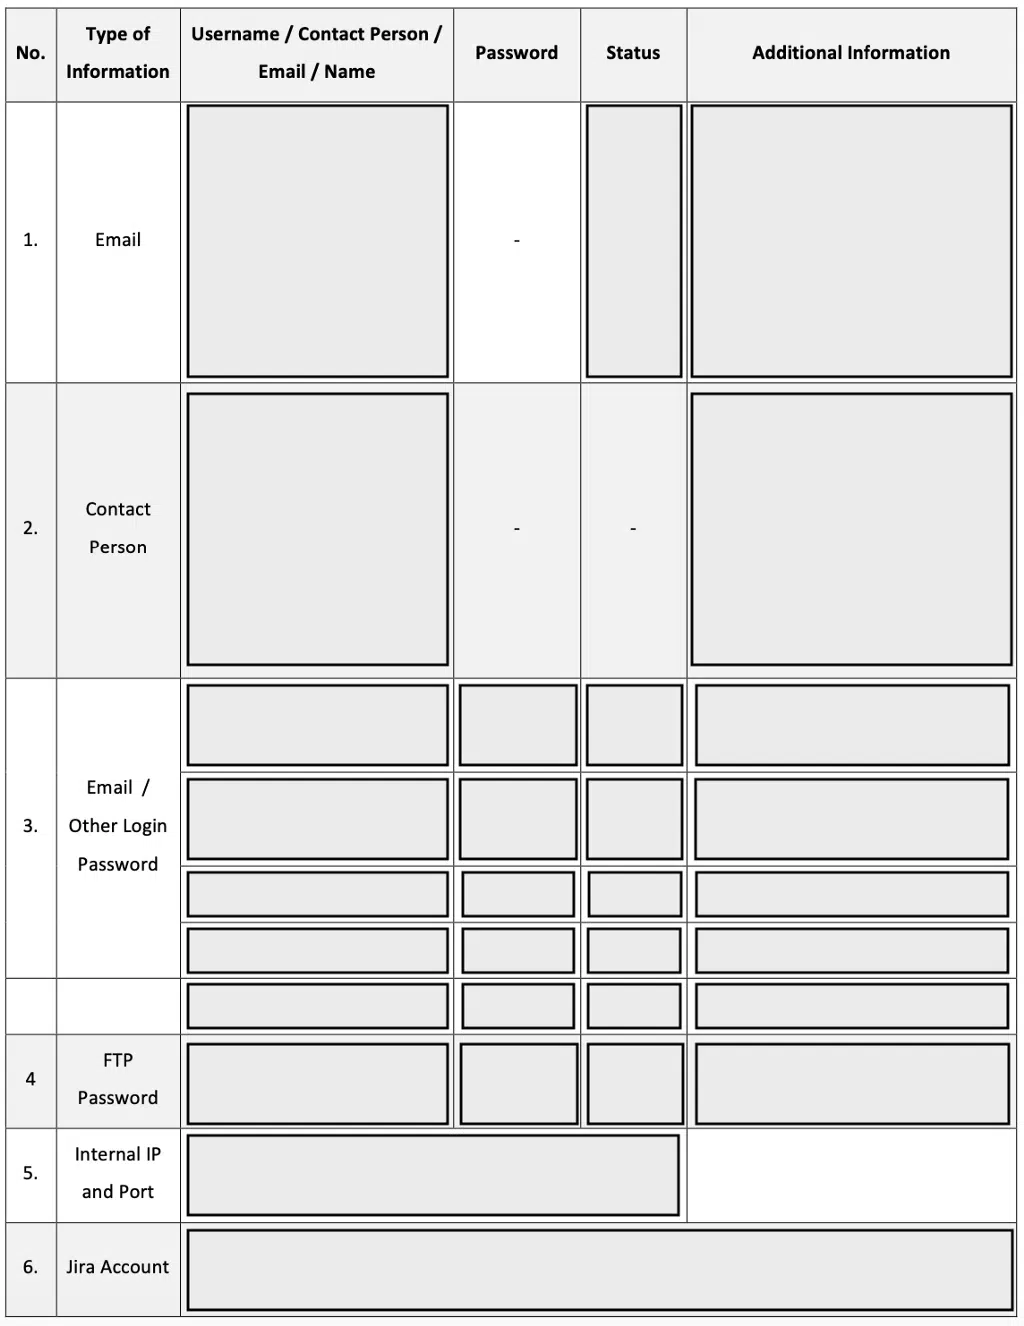 No.
Type of
Information
Username / Contact Person /
Email / Name
Password
Status
Additional Information
1.
Email
-
2.
Contact
Person
-
-
3.
Email /
Other Login
Password
4
FTP
Password
5.
Internal IP
and Port
6.
Jira Account